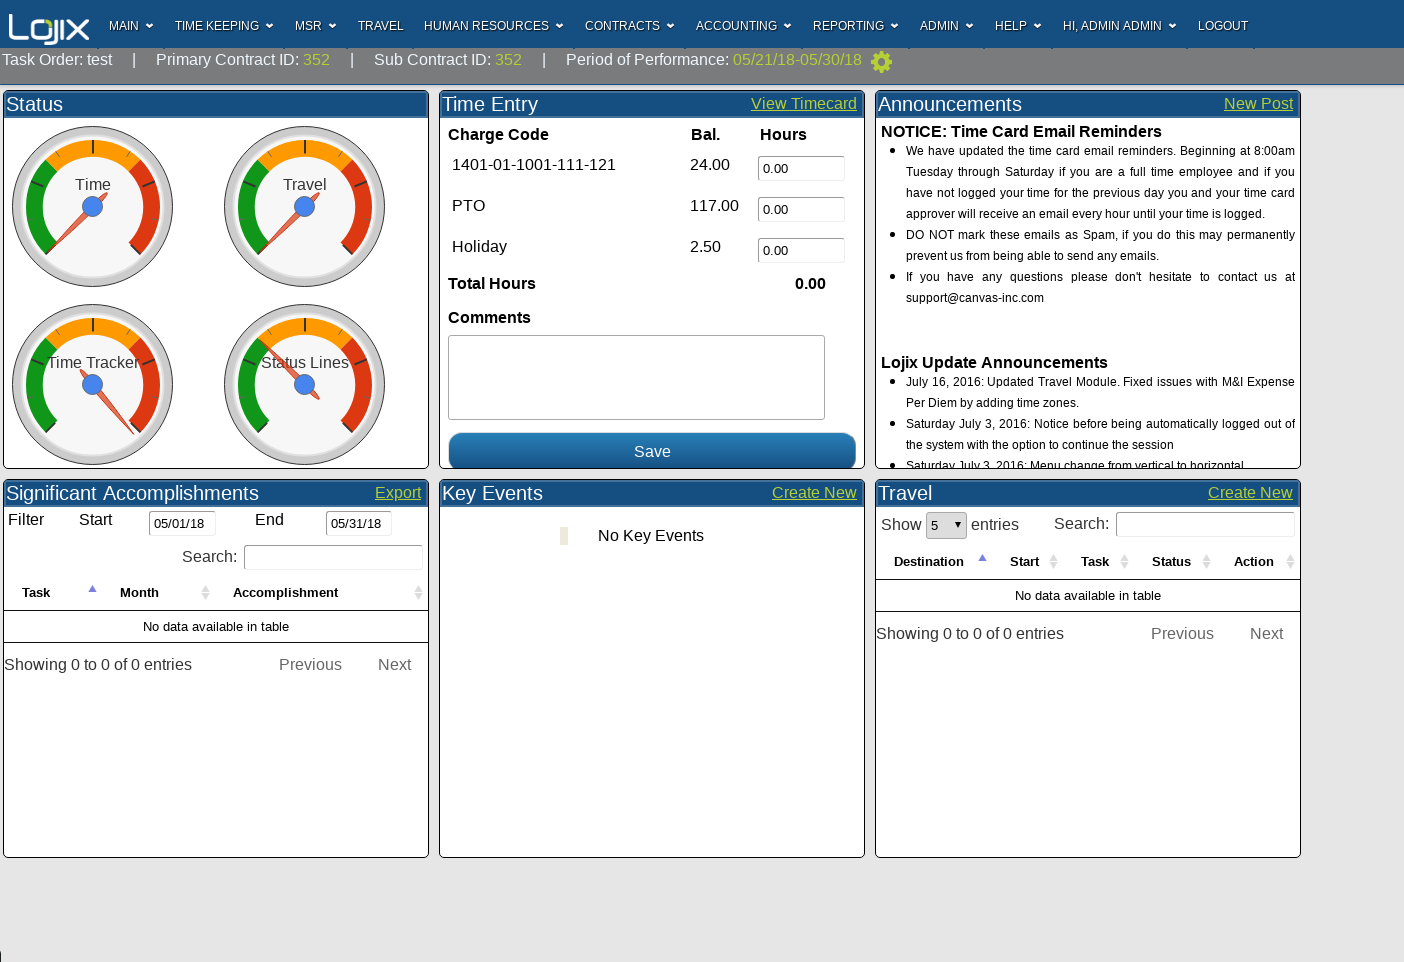 LOJIX MAIN TIME KEEPING MSR TRAVEL HUMAN RESOURCES CONTRACTS ACCOUNTING REPORTING ADMIN HELP HI, ADMIN ADMIN LOGOUT
Task Order: test | Primary Contract ID: 352 | Sub Contract ID: 352 | Period of Performance: 05/21/18-05/30/18
Status
Time
Travel
Time Tracker
Status Lines
Time Entry View Timecard
Charge Code Bal. Hours
1401-01-1001-111-121 24.00 0.00
PTO 117.00 0.00
Holiday 2.50 0.00
Total Hours 0.00
Comments
Save
Announcements New Post
NOTICE: Time Card Email Reminders
• We have updated the time card email reminders. Beginning at 8:00am
Tuesday through Saturday if you are a full time employee and if you
have not logged your time for the previous day you and your time card
approver will receive an email every hour until your time is logged.
• DO NOT mark these emails as Spam, if you do this may permanently
prevent us from being able to send any emails.
• If you have any questions please don't hesitate to contact us at
support@canvas-inc.com
Lojix Update Announcements
• July 16, 2016: Updated Travel Module. Fixed issues with M&I Expense
Per Diem by adding time zones.
• Saturday July 3, 2016: Notice before being automatically logged out of
the system with the option to continue the session
• Saturday July 3, 2016: Menu change from vertical to horizontal
Significant Accomplishments Export
Filter Start 05/01/18 End 05/31/18
Search:
Task Month Accomplishment
No data available in table
Showing 0 to 0 of 0 entries Previous Next
Key Events Create New
No Key Events
Travel Create New
Show 5 entries Search:
Destination Start Task Status Action
No data available in table
Showing 0 to 0 of 0 entries Previous Next